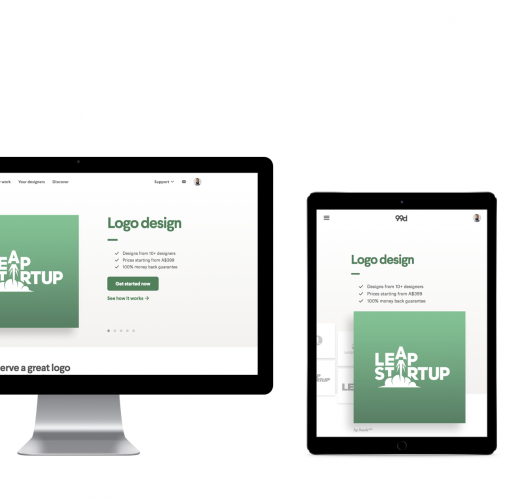 work Your designers Discover Support
Logo design
Designs from 10+ designers
Prices starting from A$399
100% money back guarantee
Get started now
See how it works →
LEAP
STARTUP
erve a great logo
99d
Logo design
Designs from 10+ designers
Prices starting from A$399
100% money back guarantee
LEAP
STARTUP
LE
by